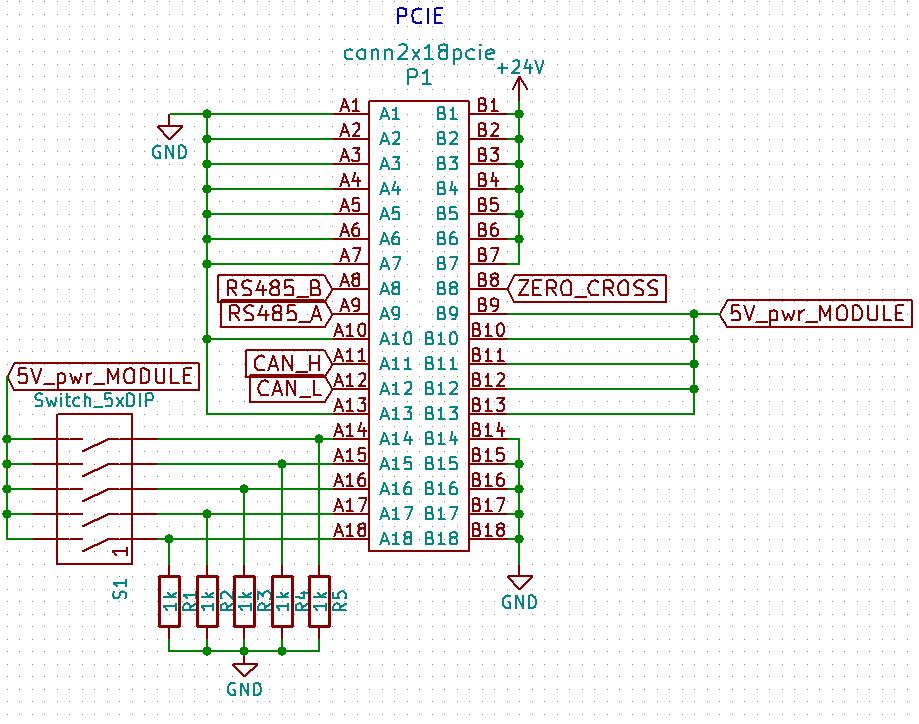 PCIE
conn2x18pcie
P1
+24V
A1 A1 B1 B1
GND
A2 A2 B2 B2
A3 A3 B3 B3
A4 A4 B4 B4
A5 A5 B5 B5
A6 A6 B6 B6
A7 A7 B7 B7
RS485_B A8 A8 B8 B8 ZERO_CROSS
RS485_A A9 A9 B9 B9 5V_pwr_MODULE
A10 A10 B10 B10
CAN_H A11 A11 B11 B11
5V_pwr_MODULE
CAN_L A12 A12 B12 B12
Switch_5xDIP
A13 A13 B13 B13
A14 A14 B14 B14
A15 A15 B15 B15
A16 A16 B16 B16
A17 A17 B17 B17
A18 A18 B18 B18
1
S1
1k R1 1k R2 1k R3 1k R4 1k R5
GND
GND